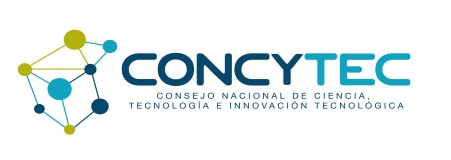 CONCYTEC
CONSEJO NACIONAL DE CIENCIA,
TECNOLOGÍA E INNOVACIÓN TECNOLÓGICA